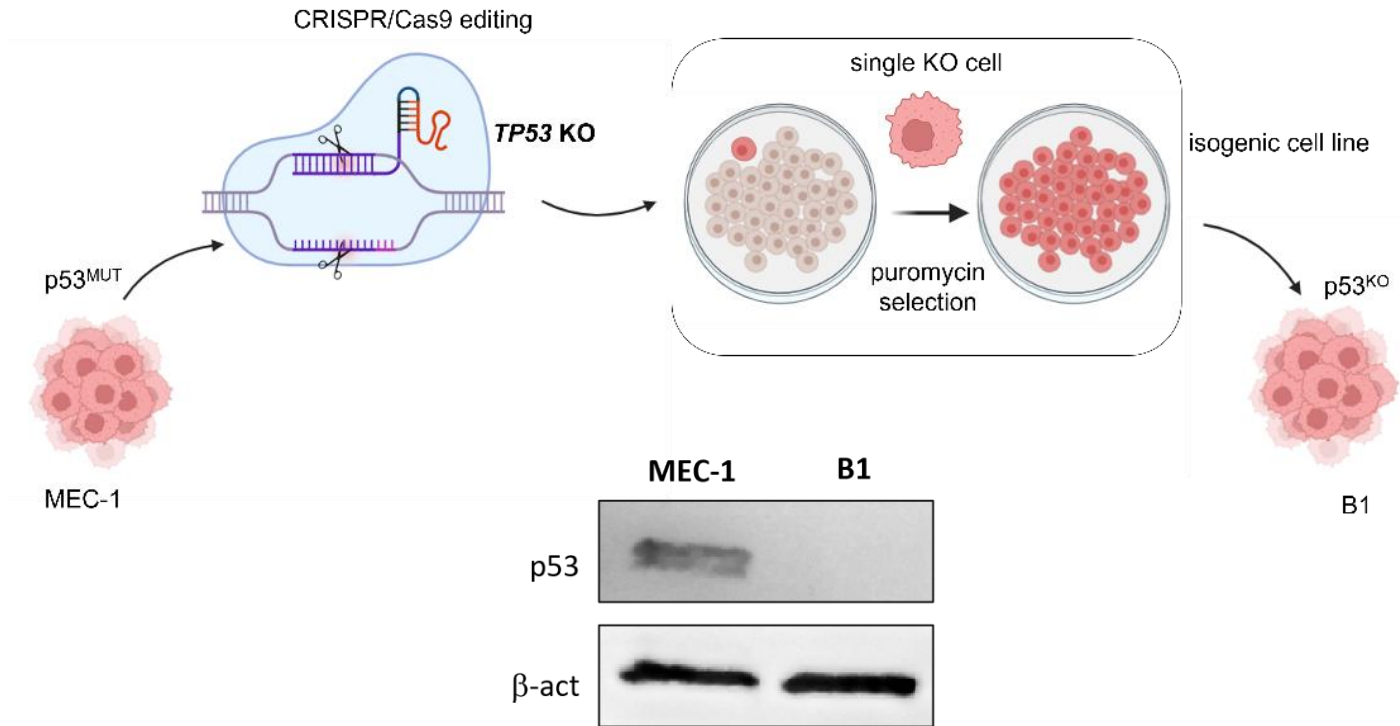 CRISPR/Cas9 editing
TP53 KO
single KO cell
puromycin
selection
isogenic cell line
p53MUT
MEC-1
p53KO
B1
MEC-1 B1
p53
β-act